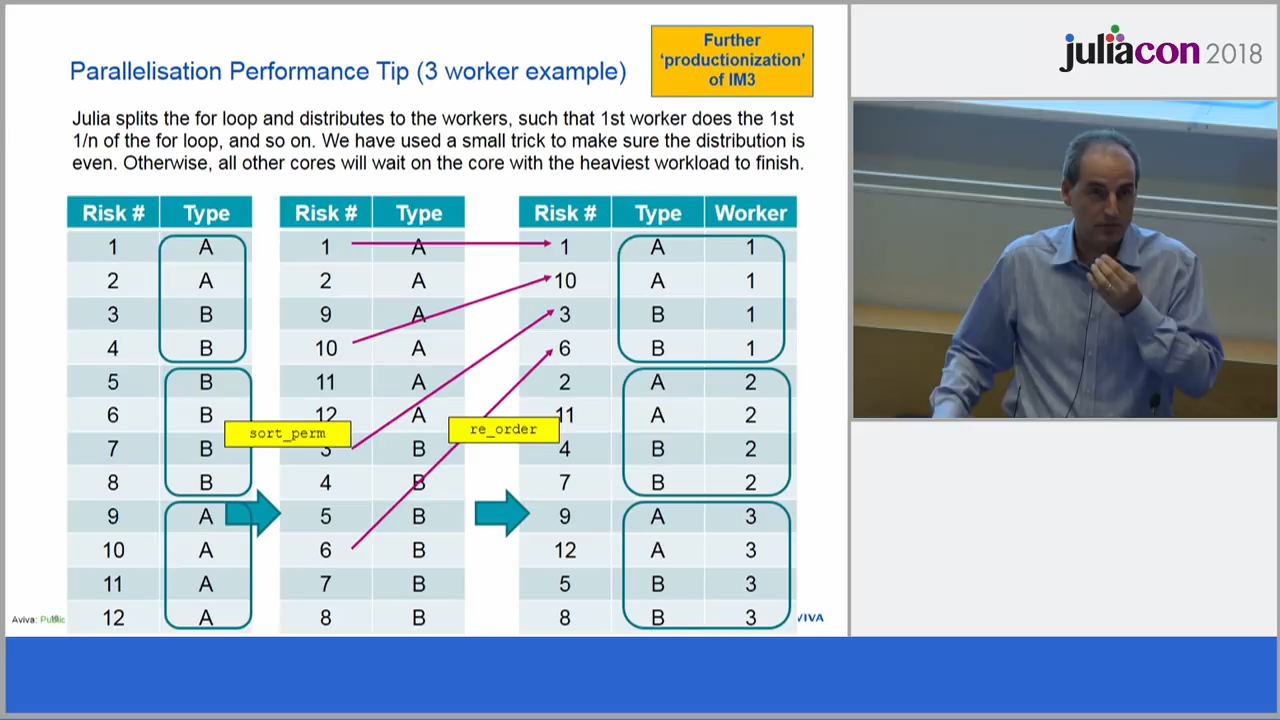 Further
'productionization'
of IM3
Parallelisation Performance Tip (3 worker example)
juliacon 2018
Julia splits the for loop and distributes to the workers, such that 1st worker does the 1st
1/n of the for loop, and so on. We have used a small trick to make sure the distribution is
even. Otherwise, all other cores will wait on the core with the heaviest workload to finish.
Risk # Type Risk # Type Risk # Type Worker
1 A 1 A 1 A 1
2 A 2 A 10 A 1
3 B 9 A 3 B 1
4 B 10 A 6 B 1
5 B 11 A 2 A 2
6 B 12 A 11 A 2
sort_perm re_order
7 B 3 B 4 B 2
8 B 4 B 7 B 2
9 A 5 B 9 A 3
10 A 6 B 12 A 3
11 A 7 B 5 B 3
12 A 8 B 8 B 3
Aviva: Public VIVA